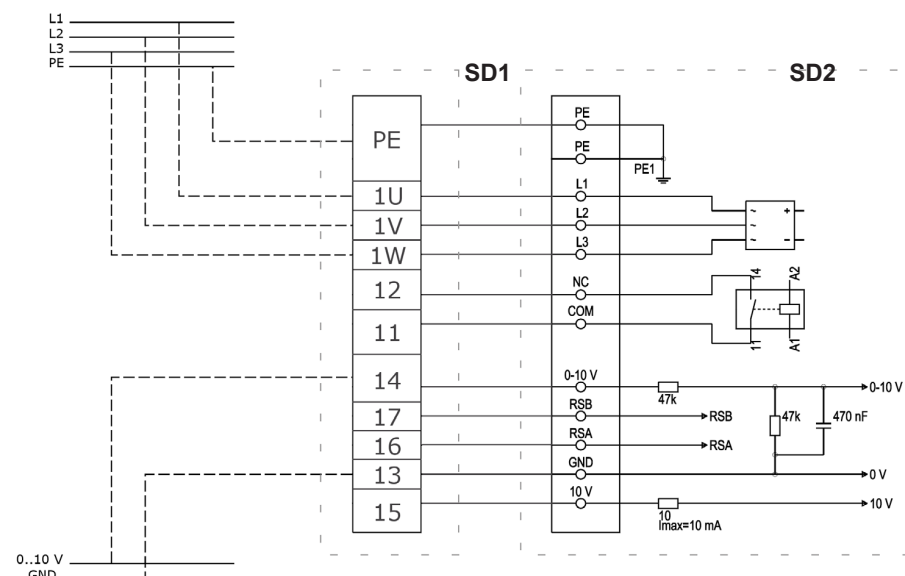 L1
L2
L3
PE
SD1
SD2
PE
1U
1V
1W
12
11
14
17
16
13
15
PE
PE
PE1
L1
L2
L3
NC
COM
0-10 V
RSB
RSA
GND
10 V
~ +
~
~ -
14
A2
11
A1
47k
0-10 V
RSB
47k
470 nF
RSA
0 V
10 V
10
Imax=10 mA
0..10 V
GND